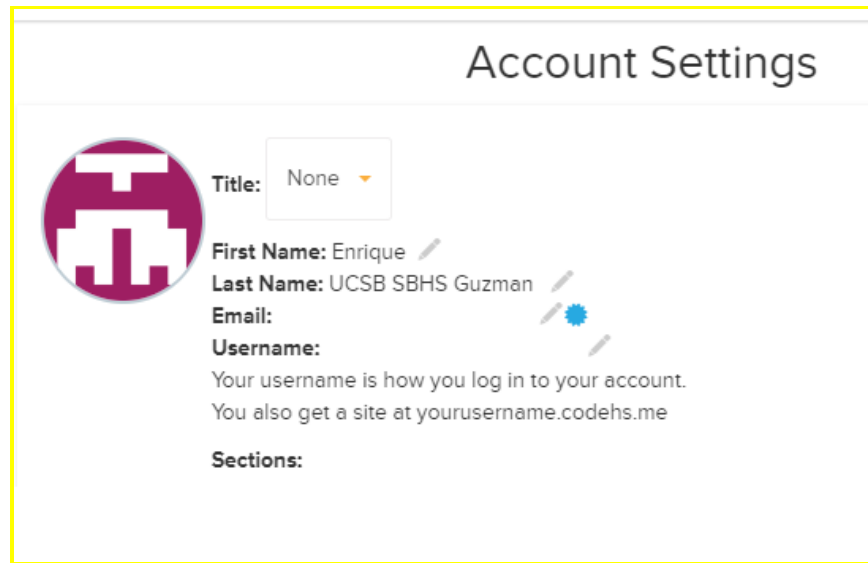 Account Settings
Title: None
First Name: Enrique
Last Name: UCSB SBHS Guzman
Email:
Username:
Your username is how you log in to your account.
You also get a site at yourusername.codehs.me
Sections: